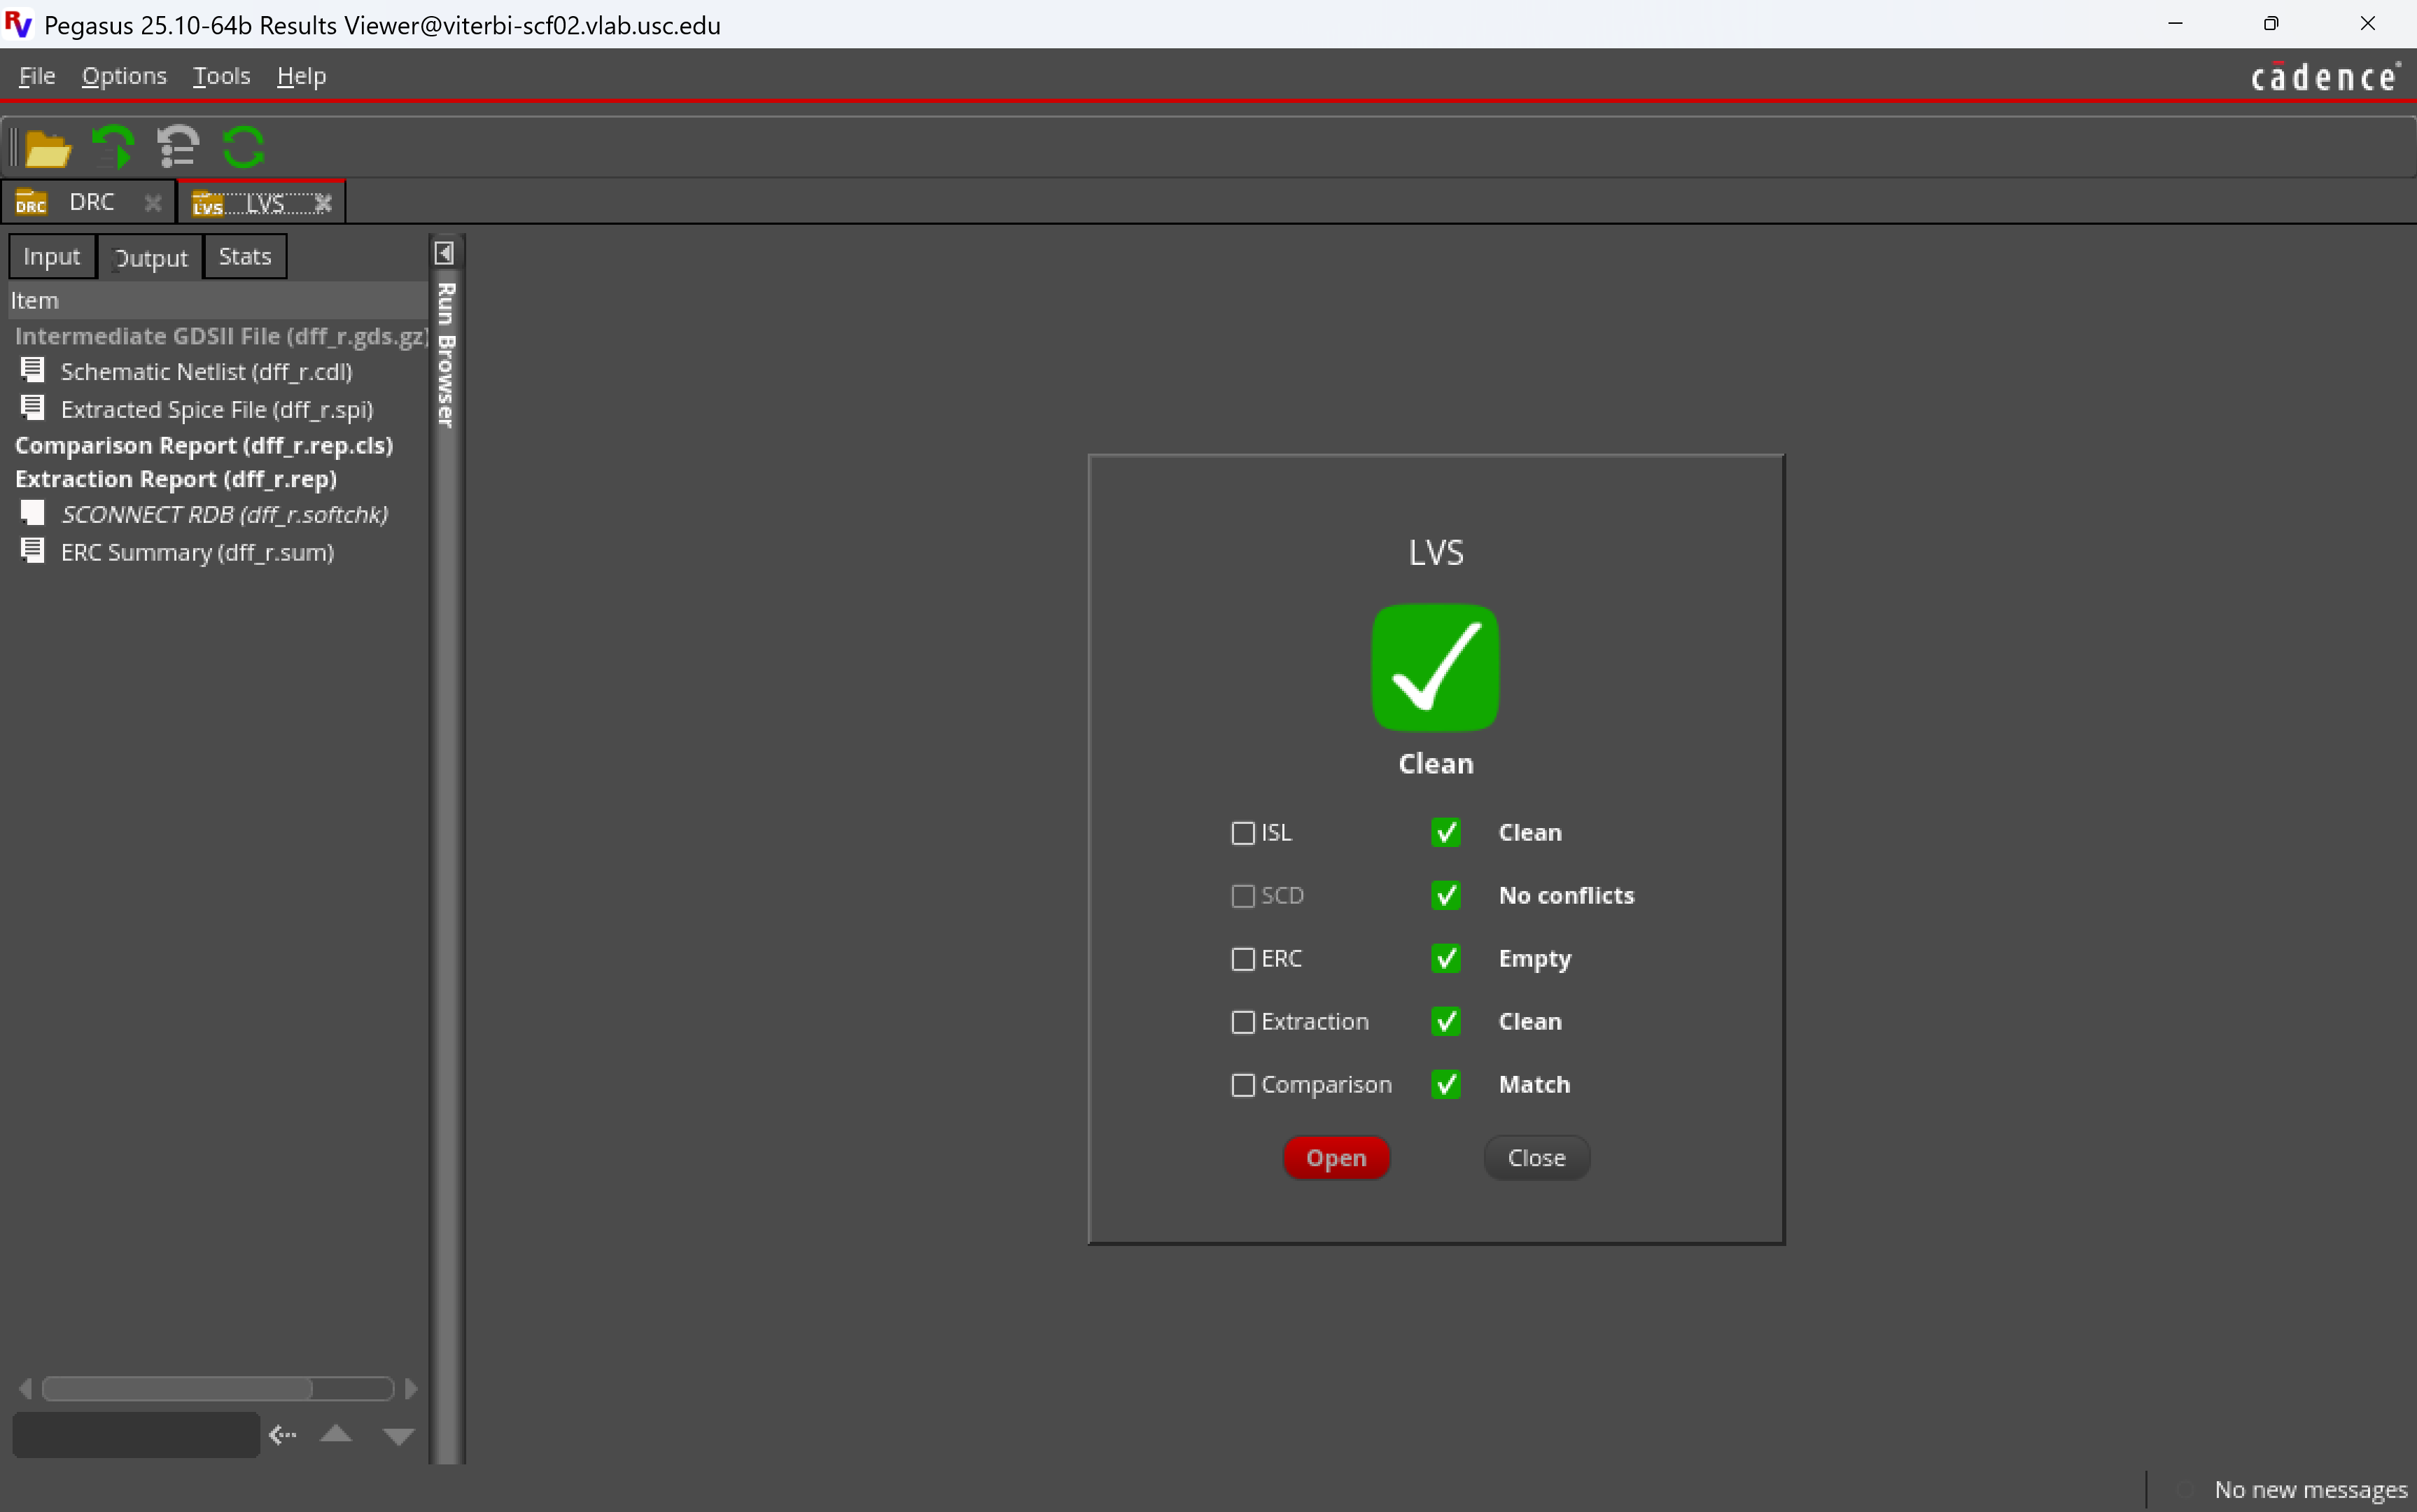 Pegasus 25.10-64b Results Viewer@viterbi-scf02.vlab.usc.edu
File Options Tools Help
cādence
DRC LVS
Input Output Stats
Item
Intermediate GDSII File (dff_r.gds.gz)
Schematic Netlist (dff_r.cdl)
Extracted Spice File (dff_r.spi)
Comparison Report (dff_r.rep.cls)
Extraction Report (dff_r.rep)
SCONNECT RDB (dff_r.softchk)
ERC Summary (dff_r.sum)
Run Browser
LVS
Clean
ISL Clean
SCD No conflicts
ERC Empty
Extraction Clean
Comparison Match
Open Close
No new messages